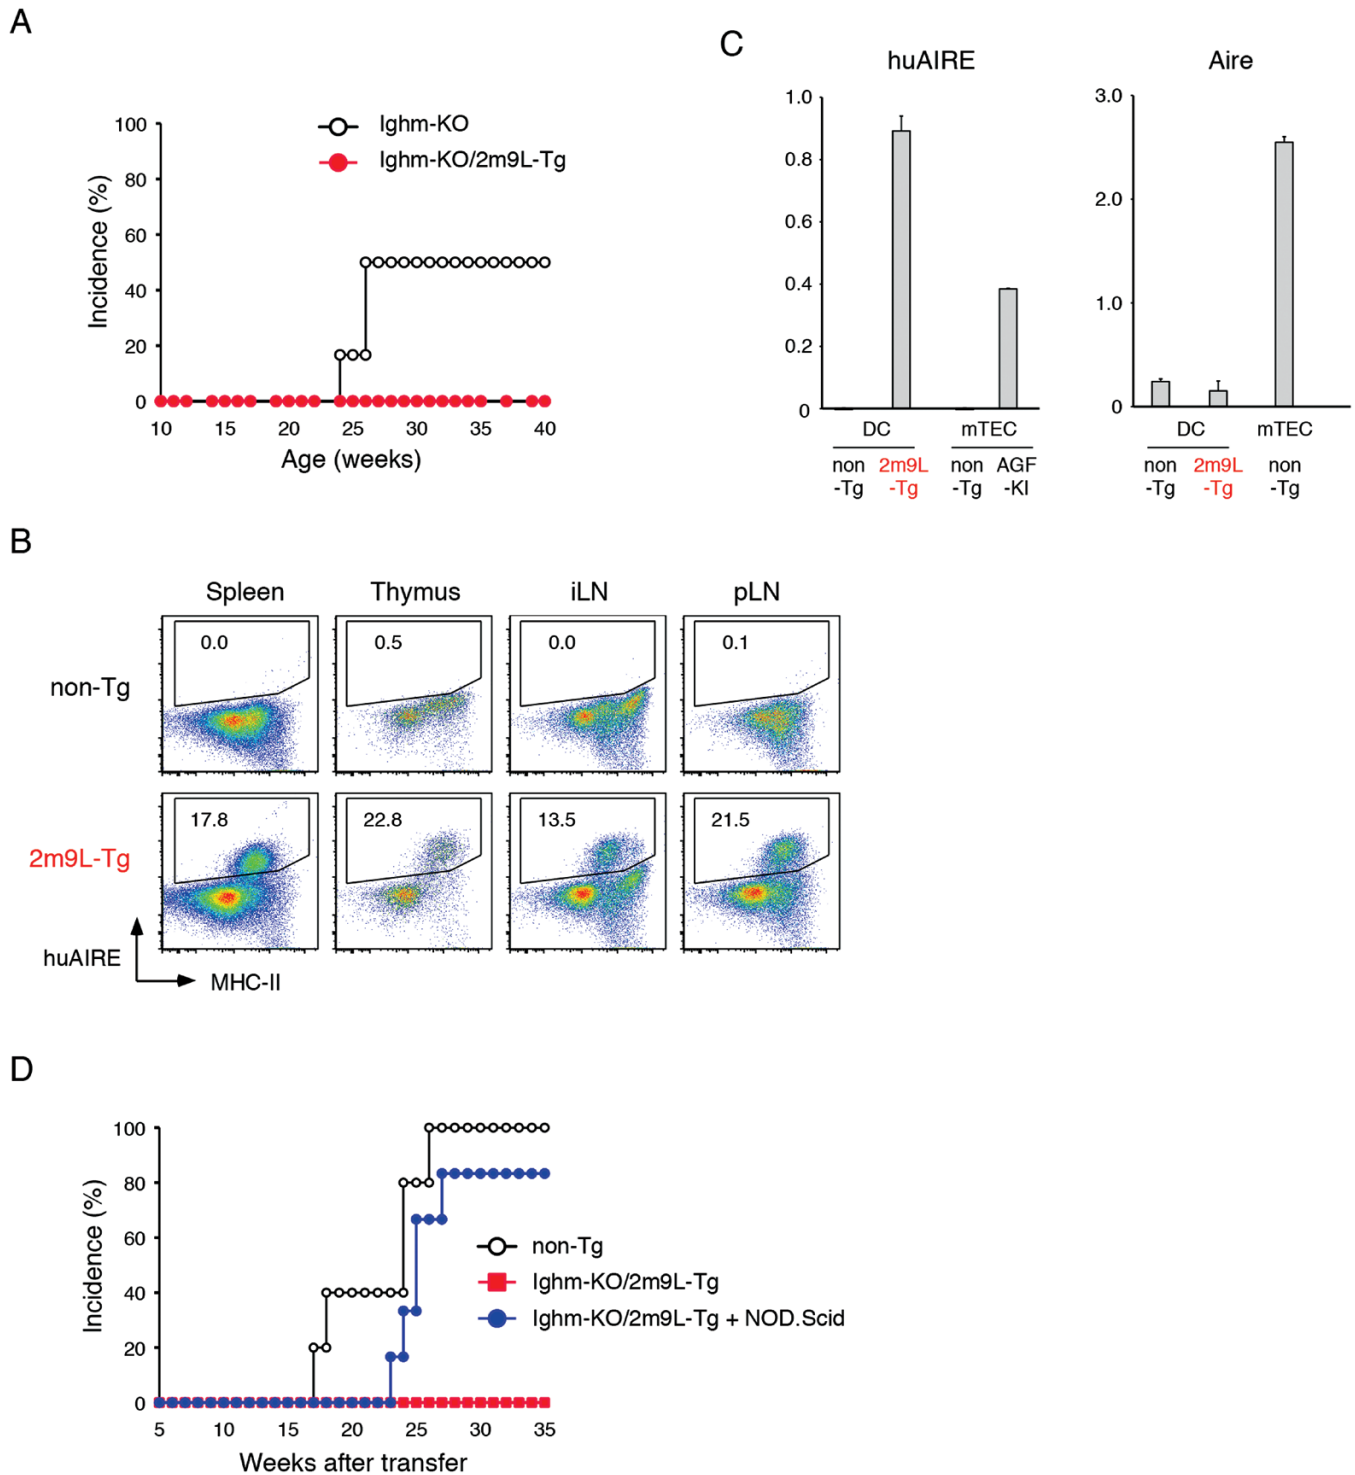 A
Ighm-KO
Ighm-KO/2m9L-Tg
Incidence (%)
100
80
60
40
20
0
10 15 20 25 30 35 40
Age (weeks)
C
huAIRE
1.0
0.8
0.6
0.4
0.2
0
DC mTEC
non 2m9L non AGF
-Tg -Tg -Tg -KI
Aire
3.0
2.0
1.0
0
DC mTEC
non 2m9L non
-Tg -Tg -Tg
B
Spleen Thymus iLN pLN
non-Tg
0.0 0.5 0.0 0.1
2m9L-Tg
17.8 22.8 13.5 21.5
huAIRE
MHC-II
D
Incidence (%)
100
80
60
40
20
0
non-Tg
Ighm-KO/2m9L-Tg
Ighm-KO/2m9L-Tg + NOD.Scid
5 10 15 20 25 30 35
Weeks after transfer